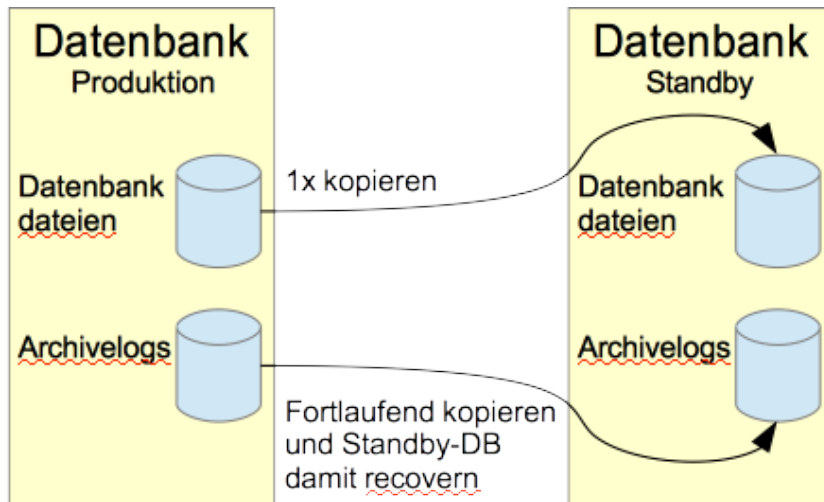 Datenbank
Produktion
Datenbank
dateien
Archivelogs
1x kopieren
Fortlaufend kopieren
und Standby-DB
damit recovern
Datenbank
Standby
Datenbank
dateien
Archivelogs